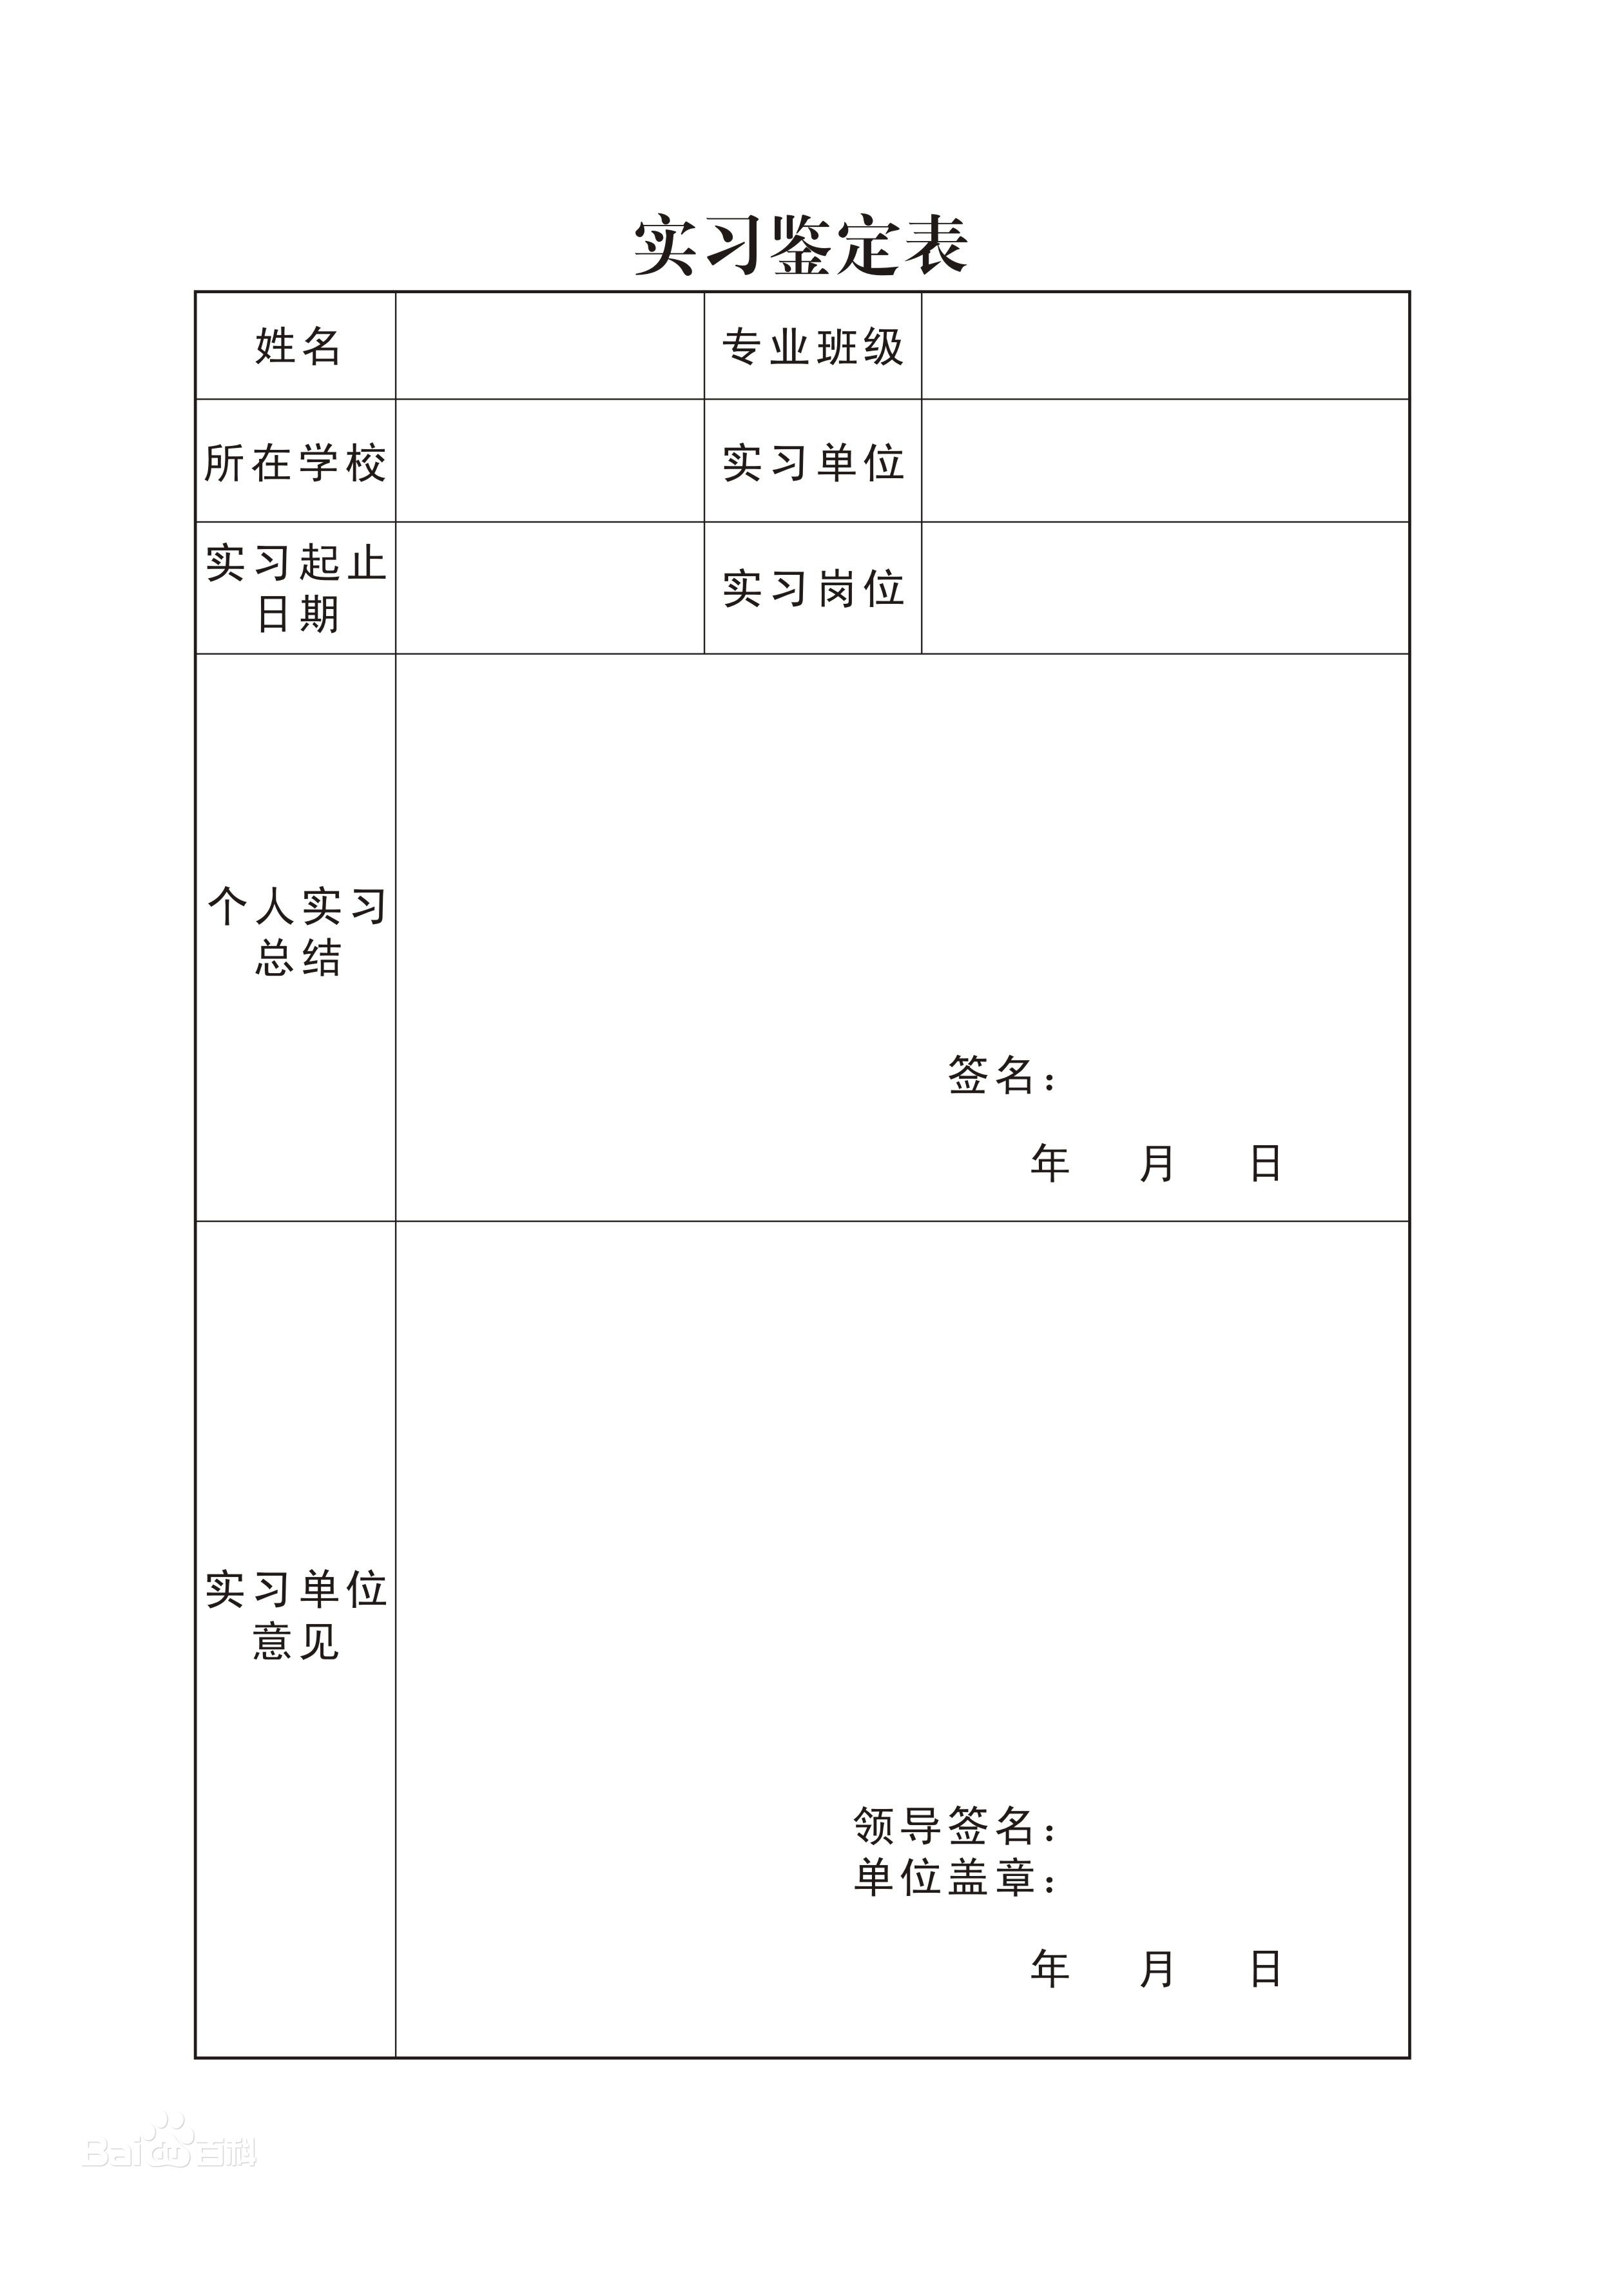 实习鉴定表
姓名 专业班级
所在学校 实习单位
实习起止
日期
实习岗位
个人实习
总结
签名：
年 月 日
实习单位
意见
领导签名：
单位盖章：
年 月 日
Bai百科